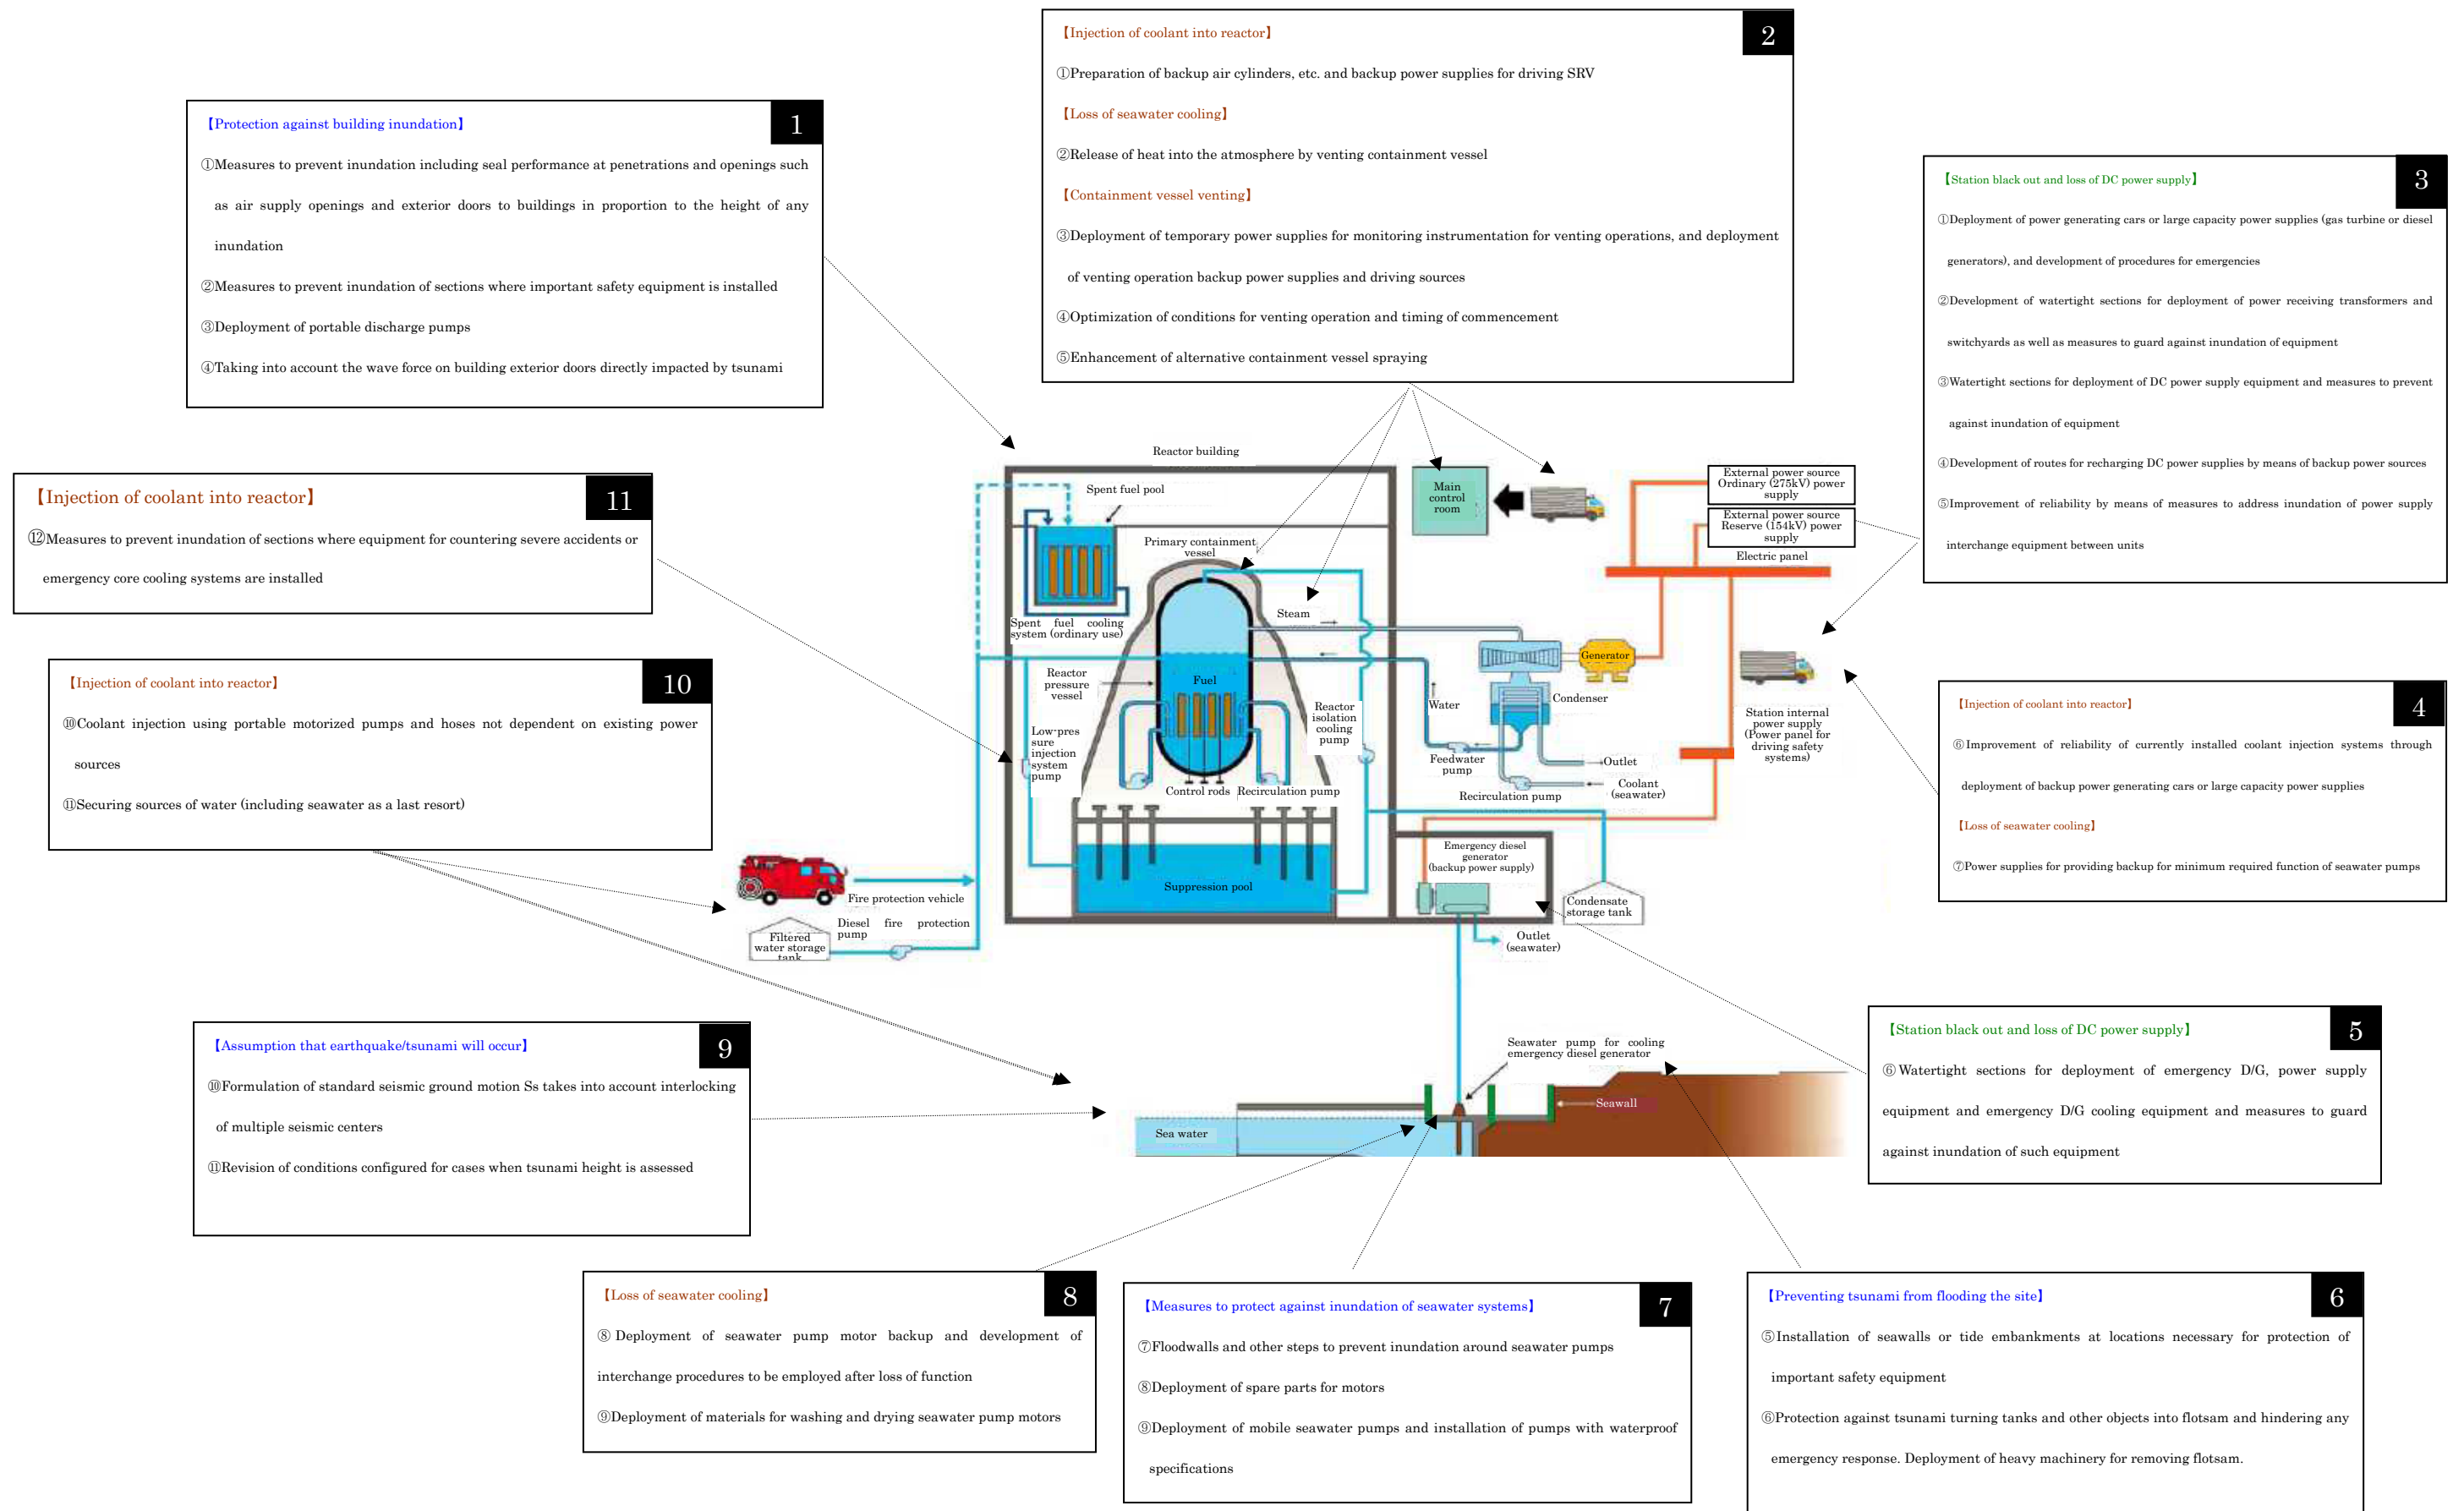 【Protection against building inundation】
1
①Measures to prevent inundation including seal performance at penetrations and openings such
as air supply openings and exterior doors to buildings in proportion to the height of any
inundation
②Measures to prevent inundation of sections where important safety equipment is installed
③Deployment of portable discharge pumps
④Taking into account the wave force on building exterior doors directly impacted by tsunami
【Injection of coolant into reactor】
2
①Preparation of backup air cylinders, etc. and backup power supplies for driving SRV
【Loss of seawater cooling】
②Release of heat into the atmosphere by venting containment vessel
【Containment vessel venting】
③Deployment of temporary power supplies for monitoring instrumentation for venting operations, and deployment
of venting operation backup power supplies and driving sources
④Optimization of conditions for venting operation and timing of commencement
⑤Enhancement of alternative containment vessel spraying
【Station black out and loss of DC power supply】
3
①Deployment of power generating cars or large capacity power supplies (gas turbine or diesel
generators), and development of procedures for emergencies
②Development of watertight sections for deployment of power receiving transformers and
switchyards as well as measures to guard against inundation of equipment
③Watertight sections for deployment of DC power supply equipment and measures to prevent
against inundation of equipment
④Development of routes for recharging DC power supplies by means of backup power sources
⑤Improvement of reliability by means of measures to address inundation of power supply
interchange equipment between units
【Injection of coolant into reactor】
11
⑫Measures to prevent inundation of sections where equipment for countering severe accidents or
emergency core cooling systems are installed
【Injection of coolant into reactor】
10
⑩Coolant injection using portable motorized pumps and hoses not dependent on existing power
sources
⑪Securing sources of water (including seawater as a last resort)
Reactor building
Spent fuel pool
Primary containment
vessel
Spent fuel cooling
system (ordinary use)
Steam
Reactor
pressure
vessel
Fuel
Low-pres
sure
injection
system
pump
Reactor
isolation
cooling
pump
Control rods
Recirculation pump
Suppression pool
Main
control
room
External power source
Ordinary (275kV) power
supply
External power source
Reserve (154kV) power
supply
Electric panel
Generator
Condenser
Water
Feedwater
pump
Outlet
Coolant
(seawater)
Recirculation pump
Station internal
power supply
(Power panel for
driving safety
systems)
Emergency diesel
generator
(backup power supply)
Condensate
storage tank
Outlet
(seawater)
Fire protection vehicle
Diesel fire protection
pump
Filtered
water storage
tank
【Injection of coolant into reactor】
4
⑥Improvement of reliability of currently installed coolant injection systems through
deployment of backup power generating cars or large capacity power supplies
【Loss of seawater cooling】
⑦Power supplies for providing backup for minimum required function of seawater pumps
【Assumption that earthquake/tsunami will occur】
9
⑩Formulation of standard seismic ground motion Ss takes into account interlocking
of multiple seismic centers
⑪Revision of conditions configured for cases when tsunami height is assessed
Seawater pump for cooling
emergency diesel generator
Seawall
Sea water
【Station black out and loss of DC power supply】
5
⑥Watertight sections for deployment of emergency D/G, power supply
equipment and emergency D/G cooling equipment and measures to guard
against inundation of such equipment
【Loss of seawater cooling】
8
⑧Deployment of seawater pump motor backup and development of
interchange procedures to be employed after loss of function
⑨Deployment of materials for washing and drying seawater pump motors
【Measures to protect against inundation of seawater systems】
7
⑦Floodwalls and other steps to prevent inundation around seawater pumps
⑧Deployment of spare parts for motors
⑨Deployment of mobile seawater pumps and installation of pumps with waterproof
specifications
【Preventing tsunami from flooding the site】
6
⑤Installation of seawalls or tide embankments at locations necessary for protection of
important safety equipment
⑥Protection against tsunami turning tanks and other objects into flotsam and hindering any
emergency response. Deployment of heavy machinery for removing flotsam.